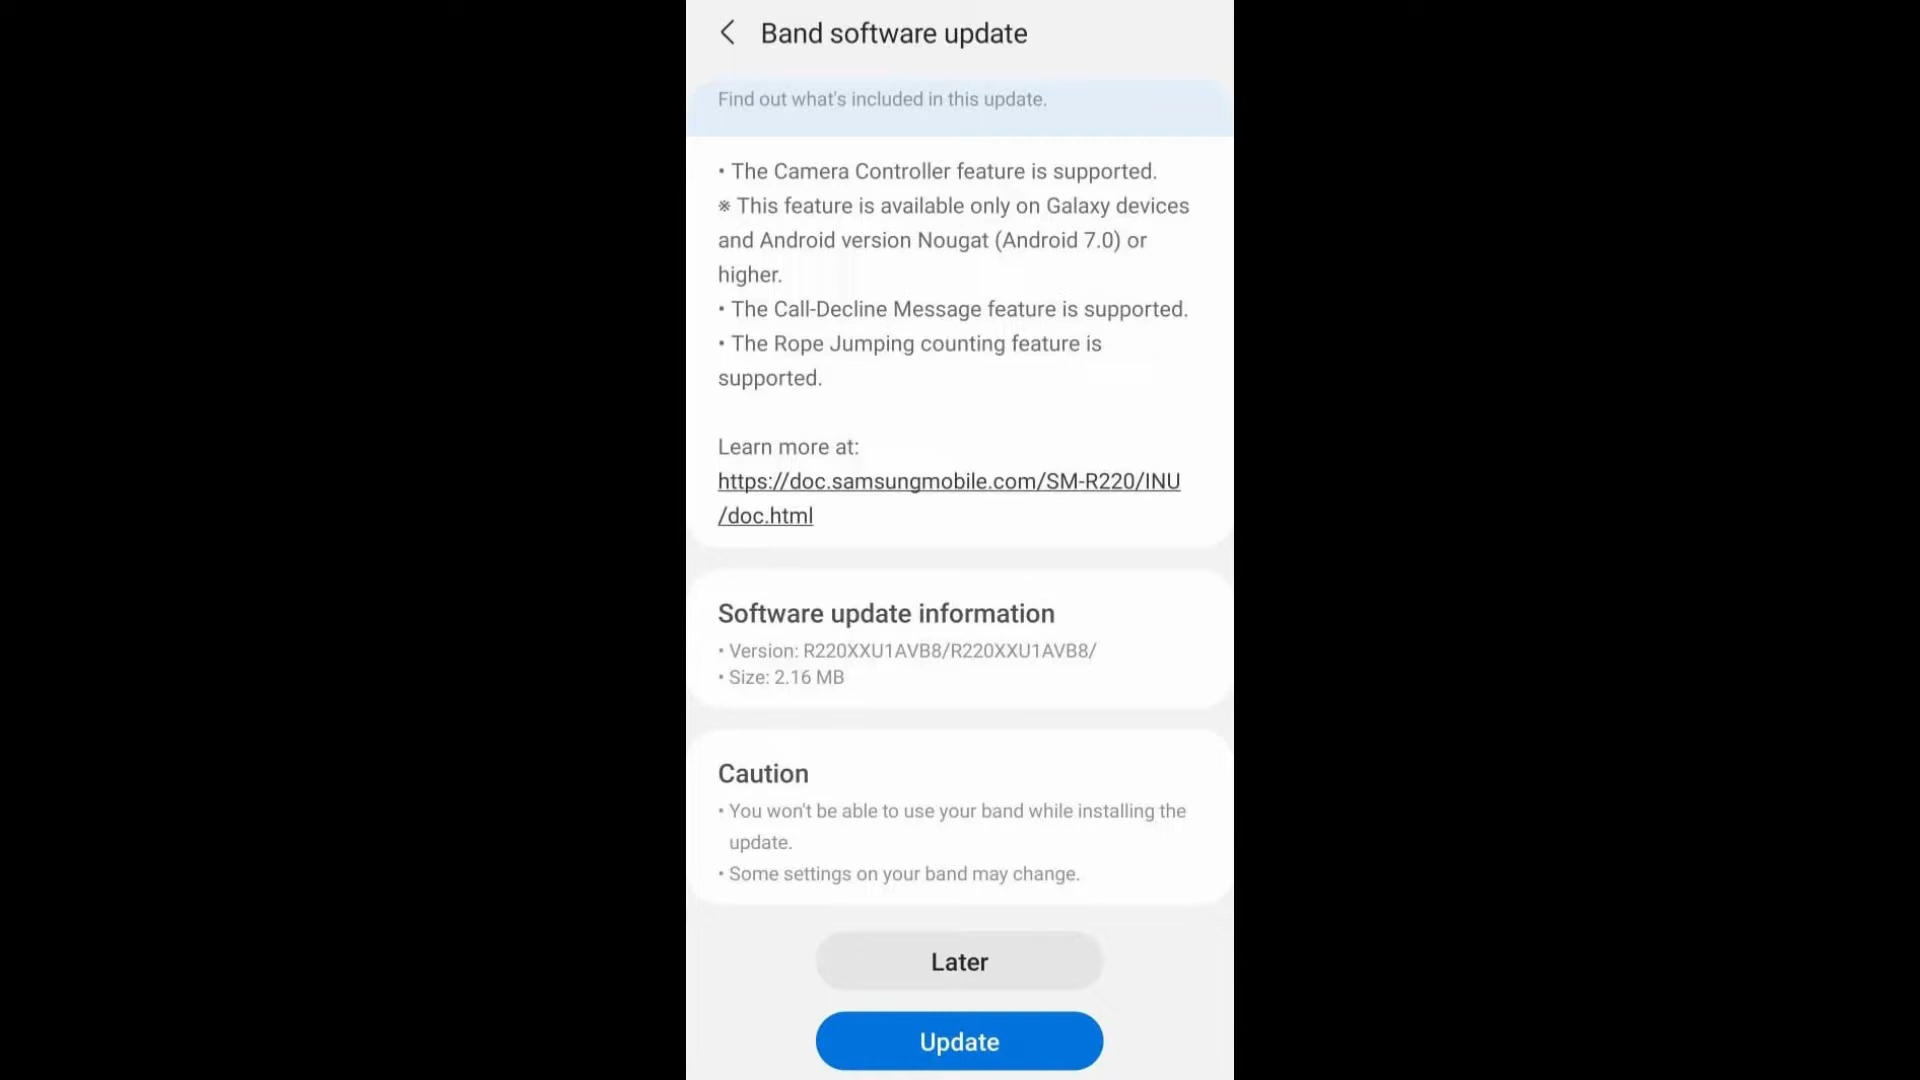 Band software update
Find out what's included in this update.
• The Camera Controller feature is supported.
※ This feature is available only on Galaxy devices
and Android version Nougat (Android 7.0) or
higher.
• The Call-Decline Message feature is supported.
• The Rope Jumping counting feature is
supported.
Learn more at:
https://doc.samsungmobile.com/SM-R220/INU
/doc.html
Software update information
• Version: R220XXU1AVB8/R220XXU1AVB8/
• Size: 2.16 MB
Caution
• You won't be able to use your band while installing the
update.
• Some settings on your band may change.
Later
Update